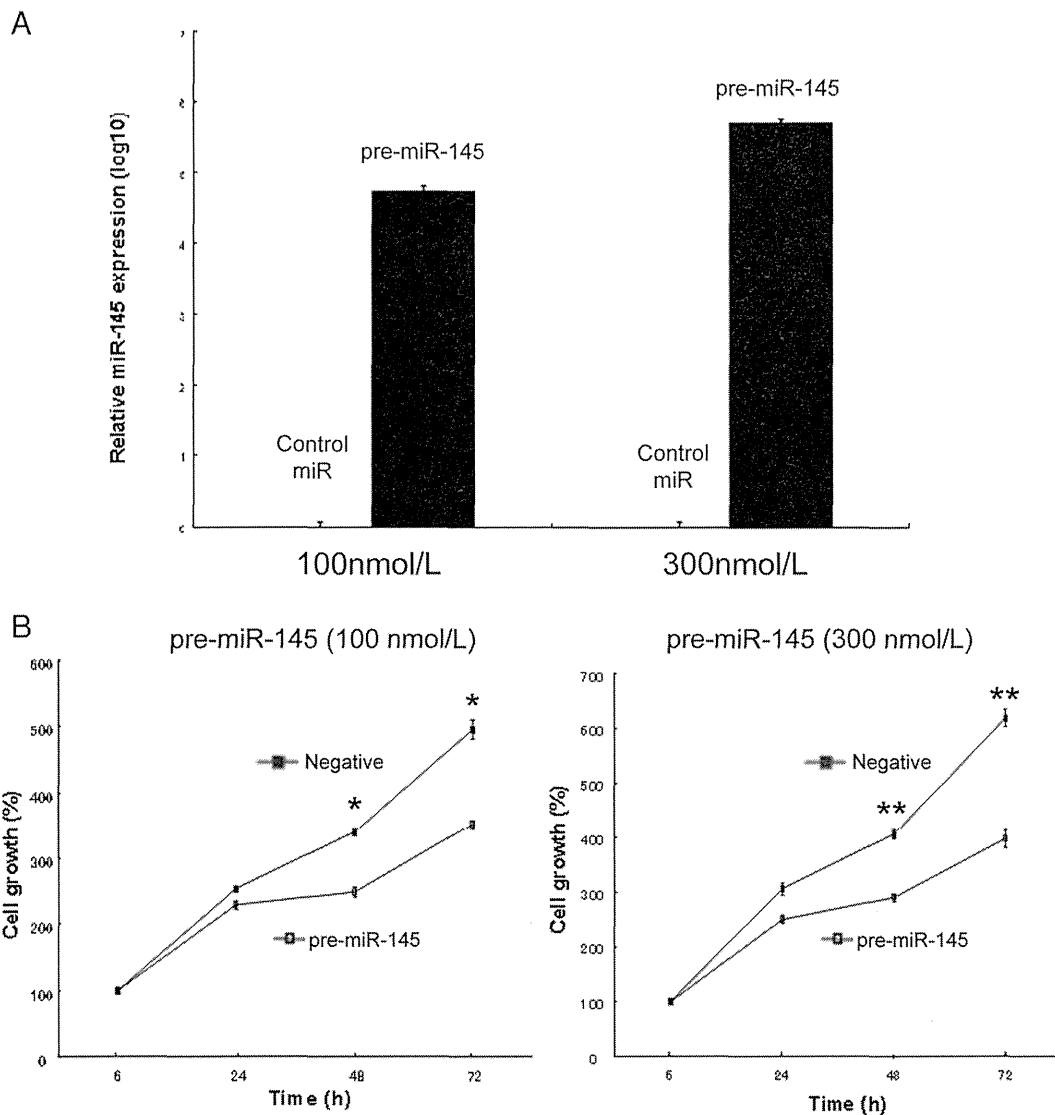 A
Relative miR-145 expression (log10)
4
2
1
pre-miR-145
pre-miR-145
Control
miR
Control
miR
100nmol/L
300nmol/L
B
pre-miR-145 (100 nmol/L)
Cell growth (%)
600
500
400
300
200
100
0
*
*
Negative
pre-miR-145
6
24
48
72
Time (h)
pre-miR-145 (300 nmol/L)
Cell growth (%)
700
600
500
400
300
200
100
0
**
**
Negative
pre-miR-145
6
24
48
72
Time (h)